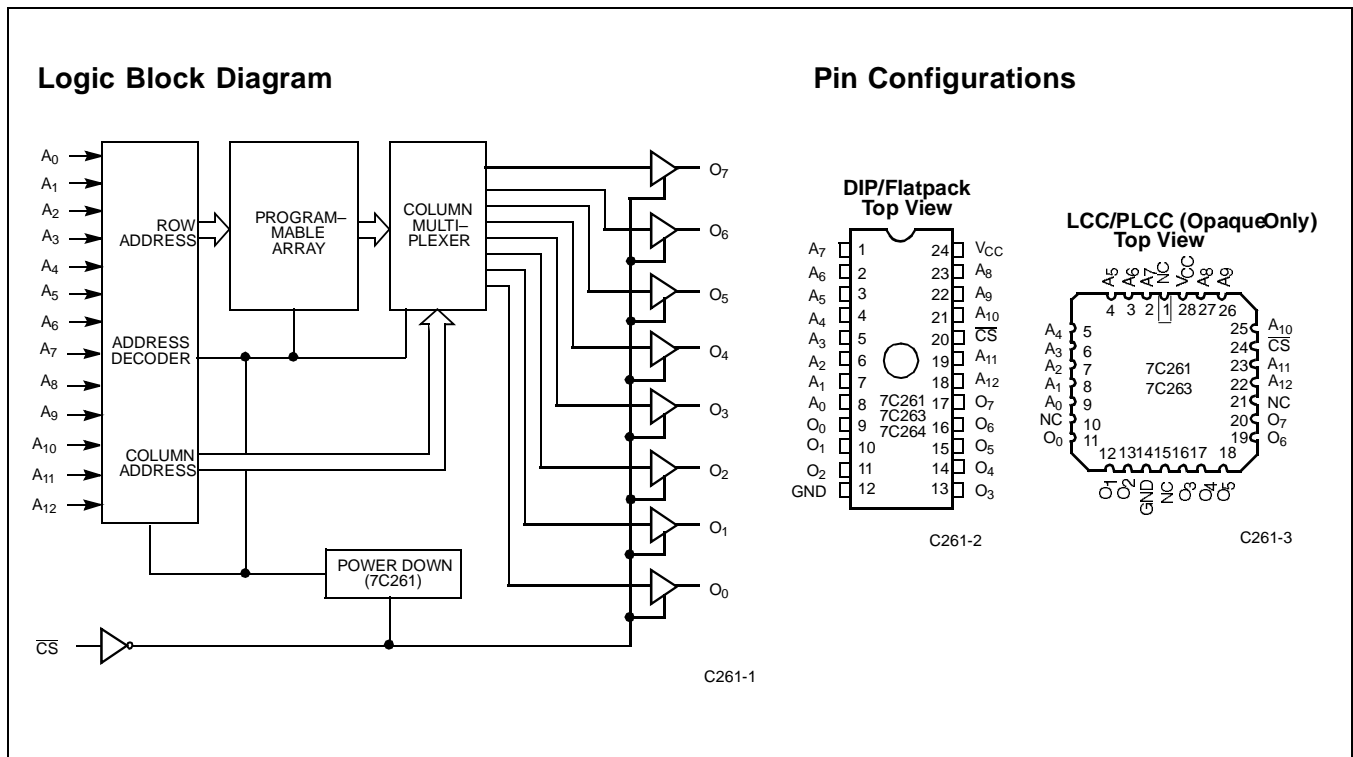 Logic Block Diagram
A0
A1
A2
A3
A4
A5
A6
A7
A8
A9
A10
A11
A12
ROW
ADDRESS
ADDRESS
DECODER
COLUMN
ADDRESS
PROGRAM–
MABLE
ARRAY
COLUMN
MULTI–
PLEXER
POWER DOWN
(7C261)
CS
O7
O6
O5
O4
O3
O2
O1
O0
C261-1
Pin Configurations
DIP/Flatpack
Top View
A7 1 24 VCC
A6 2 23 A8
A5 3 22 A9
A4 4 21 A10
A3 5 20 CS
A2 6 19 A11
A1 7 18 A12
A0 8 17 O7
O0 9 16 O6
O1 10 15 O5
O2 11 14 O4
GND 12 13 O3
7C261
7C263
7C264
C261-2
LCC/PLCC (OpaqueOnly)
Top View
A5 A6 A7 NC VCC A8 A9
4 3 2 1 28 27 26
A4 5 25 A10
A3 6 24 CS
A2 7 23 A11
A1 8 22 A12
A0 9 21 NC
NC 10 20 O7
O0 11 19 O6
7C261
7C263
12 13 14 15 16 17 18
O1 O2 GND NC O3 O4 O5
C261-3